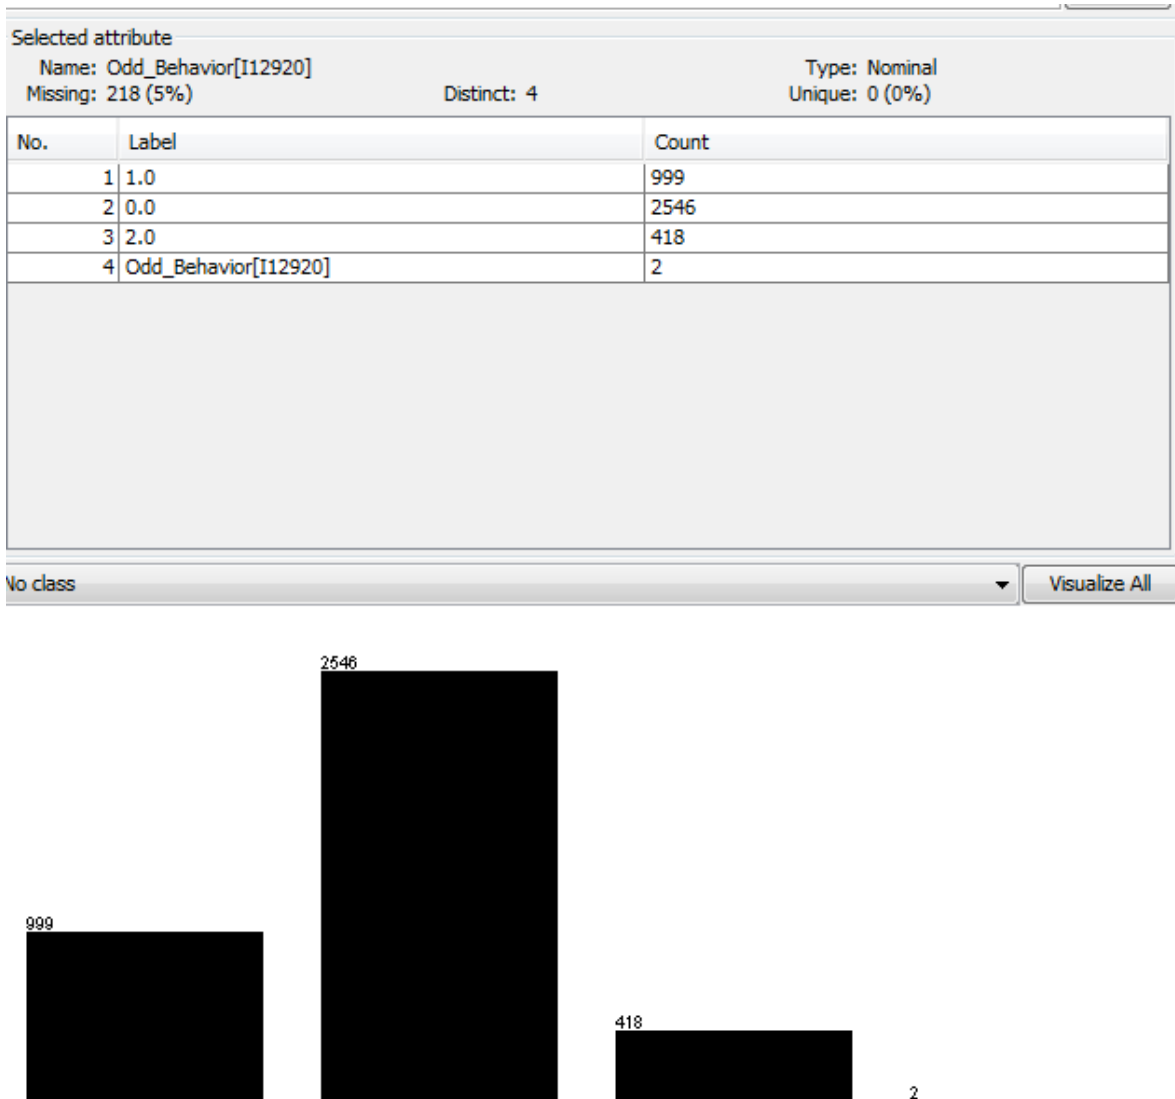 Selected attribute
Name: Odd_Behavior[I12920] Type: Nominal
Missing: 218 (5%) Distinct: 4 Unique: 0 (0%)
No. Label Count
1 1.0 999
2 0.0 2546
3 2.0 418
4 Odd_Behavior[I12920] 2
No class Visualize All
2546
999
418
2